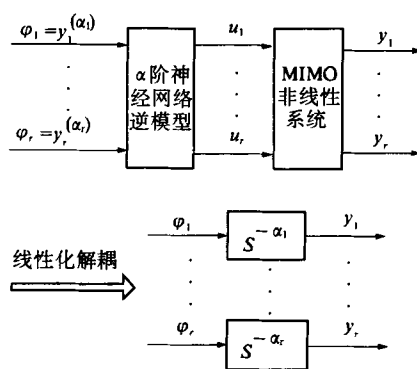 φ₁ = y₁^(α₁)
α阶神
经网络
逆模型
u₁
MIMO
非线性
系统
y₁
φᵣ = yᵣ^(αᵣ)
uᵣ
yᵣ
线性化解耦
φ₁
S^−α₁
y₁
φᵣ
S^−αᵣ
yᵣ